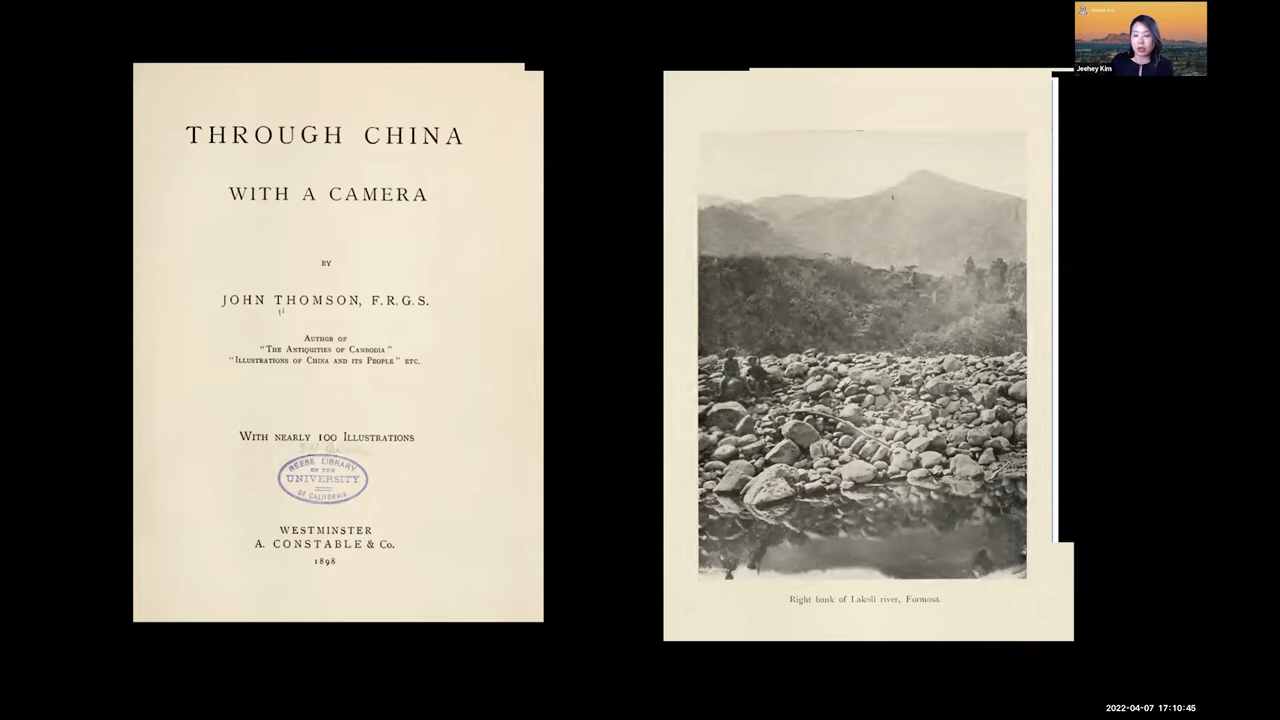 THROUGH CHINA
WITH A CAMERA
BY
JOHN THOMSON, F.R.G.S.
AUTHOR OF
"THE ANTIQUITIES OF CAMBODIA"
"ILLUSTRATIONS OF CHINA AND ITS PEOPLE" ETC.
WITH NEARLY 100 ILLUSTRATIONS
REESE LIBRARY
OF THE
UNIVERSITY
OF CALIFORNIA
WESTMINSTER
A. CONSTABLE & Co.
1898
Right bank of Lakoli river, Formosa.
Jeehey Kim
2022-04-07 17:10:45